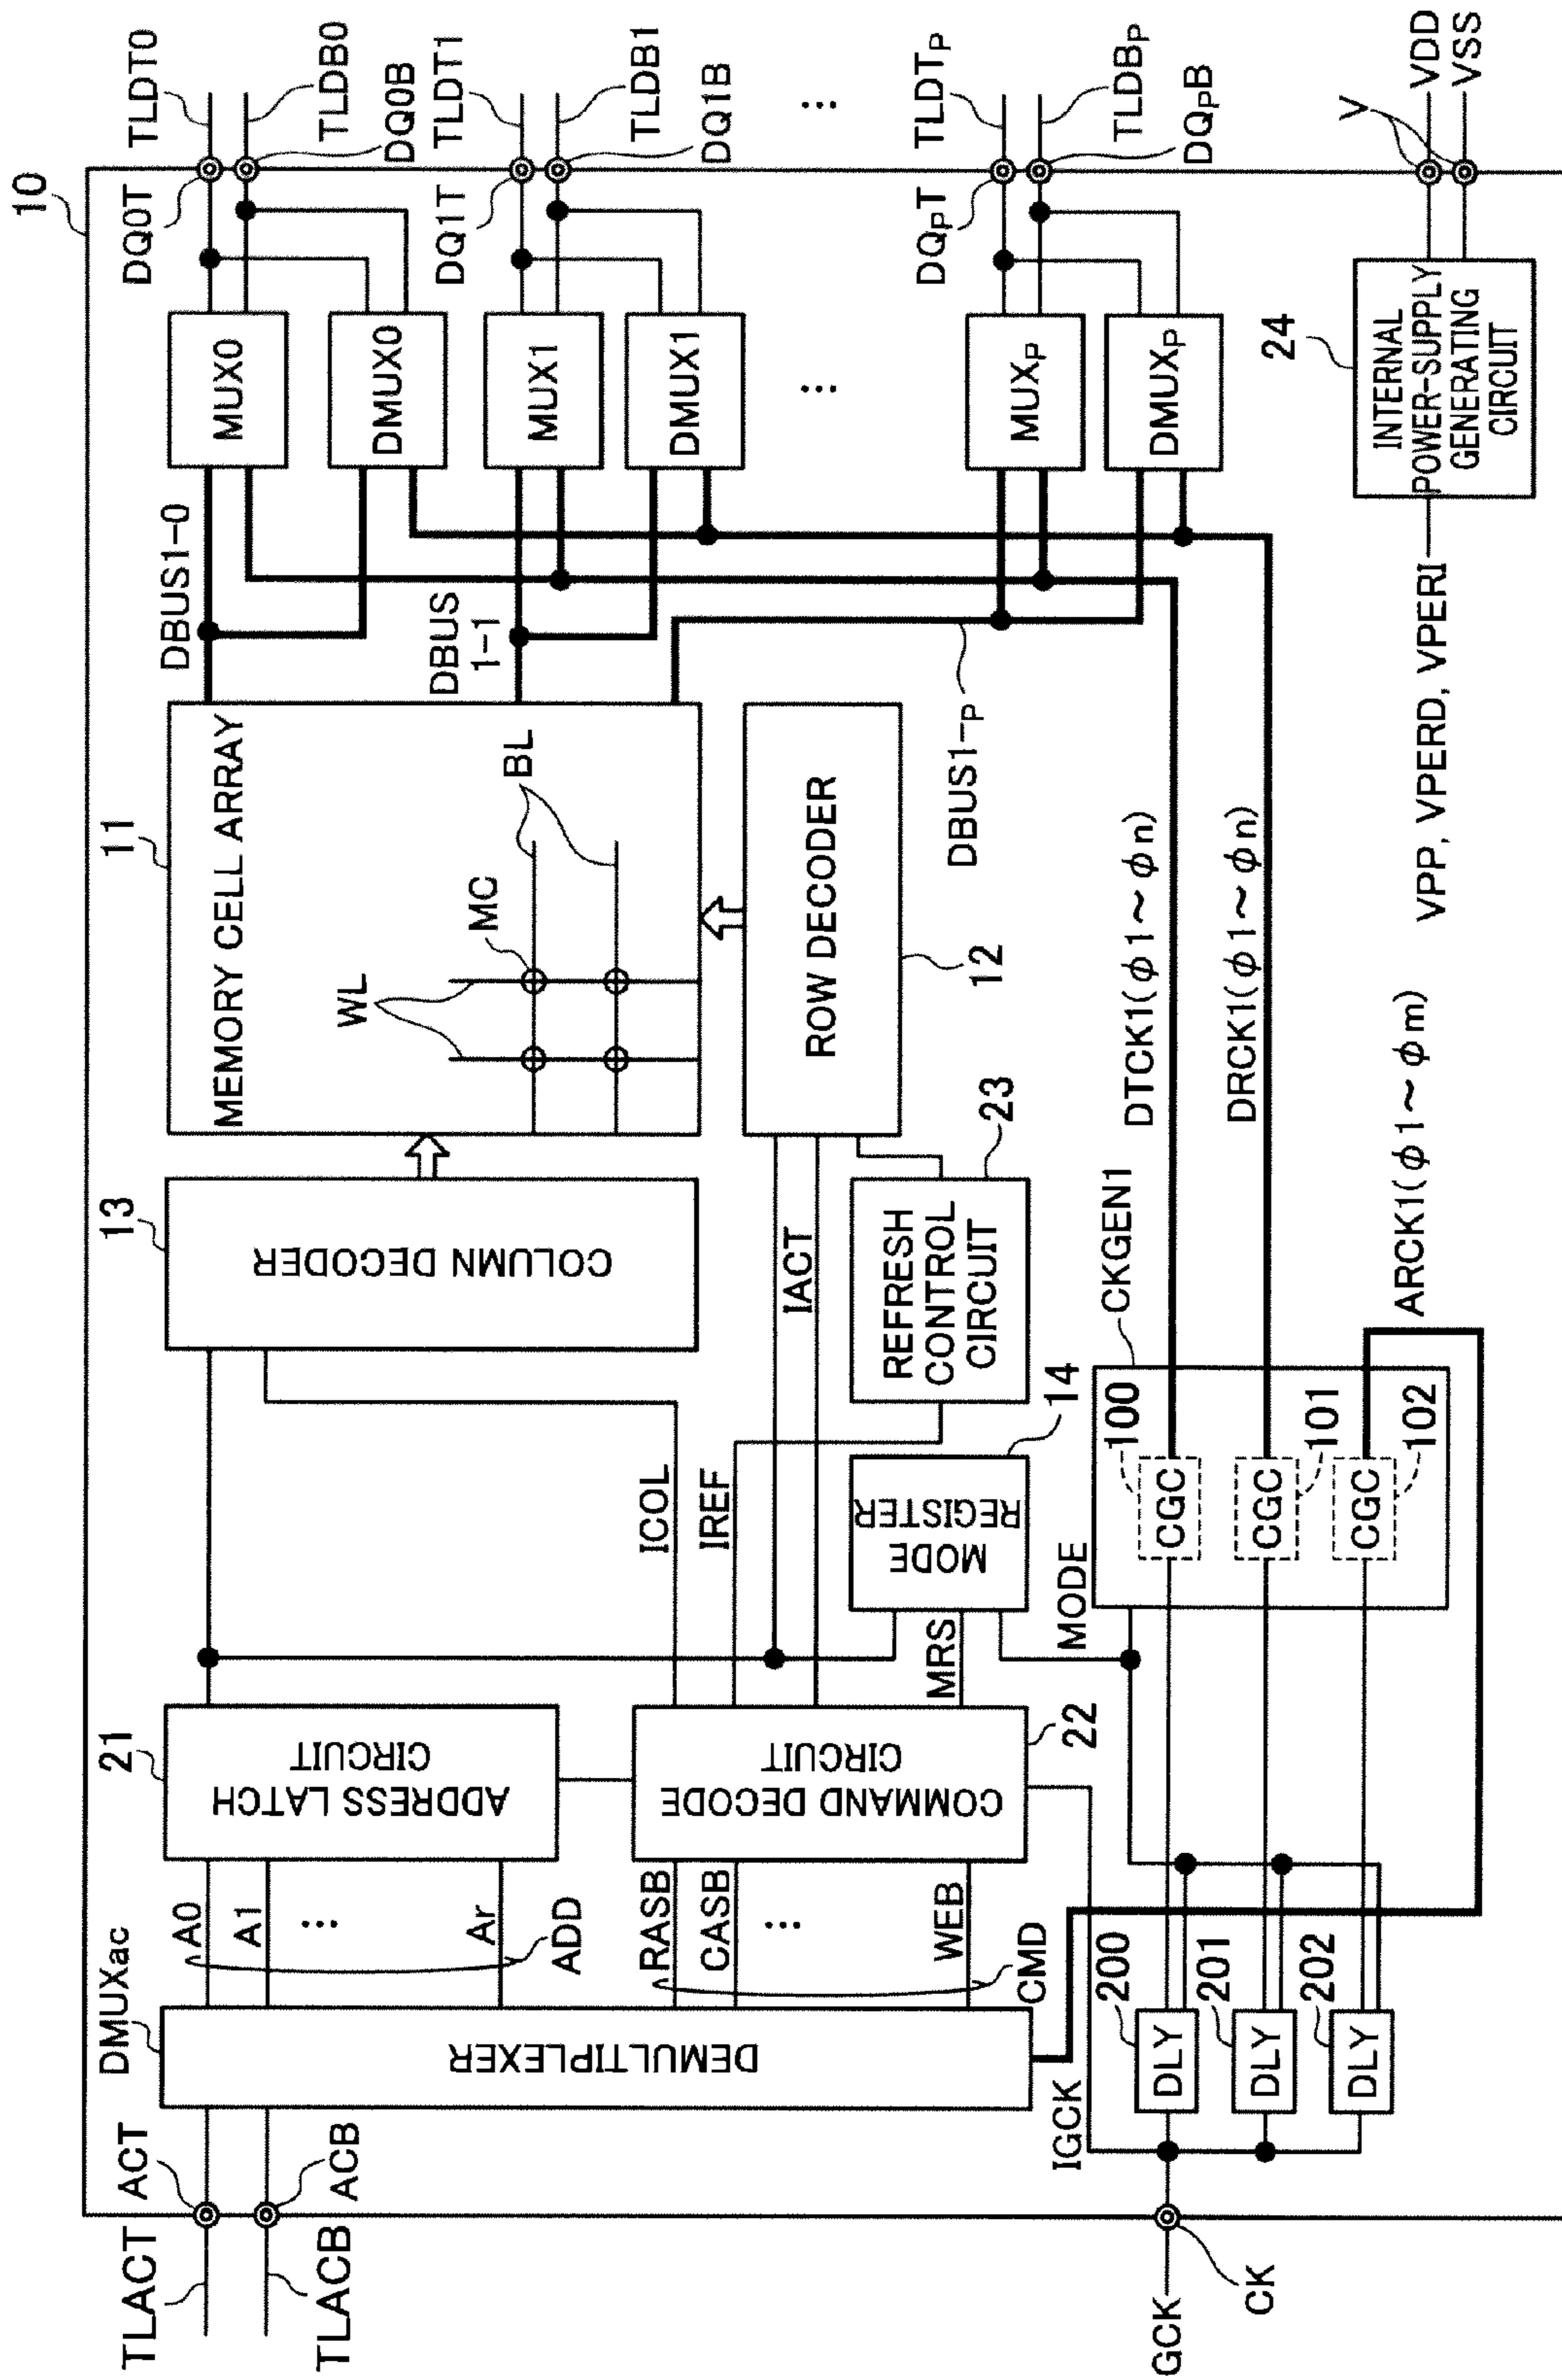 10
TLACT
ACT
TLACB
ACB
DMUXac
DEMULTIPLEXER
A0
A1
...
Ar
ADD
RASB
CASB
...
WEB
CMD
21
ADDRESS LATCH
CIRCUIT
COMMAND DECODE
CIRCUIT
22
ICOL
IREF
IACT
MRS
13
COLUMN DECODER
REGISTER
MODE
14
REFRESH
CONTROL
CIRCUIT
23
11
MEMORY CELL ARRAY
WL
MC
BL
ROW DECODER
12
DBUS1-0
DBUS
1-1
DBUS1-P
MUX0
DMUX0
MUX1
DMUX1
...
MUXP
DMUXP
DQ0T
TLDT0
TLDB0
DQ0B
DQ1T
TLDT1
TLDB1
DQ1B
...
DQPT
TLDTP
TLDBP
DQPB
GCK
CK
IGCK
200
DLY
201
DLY
202
DLY
MODE
CKGEN1
100
CGC
101
CGC
102
CGC
DTCK1(φ1~φn)
DRCK1(φ1~φn)
ARCK1(φ1~φm)
VPP, VPERD, VPERI
24
INTERNAL
POWER-SUPPLY
GENERATING
CIRCUIT
V
VDD
VSS